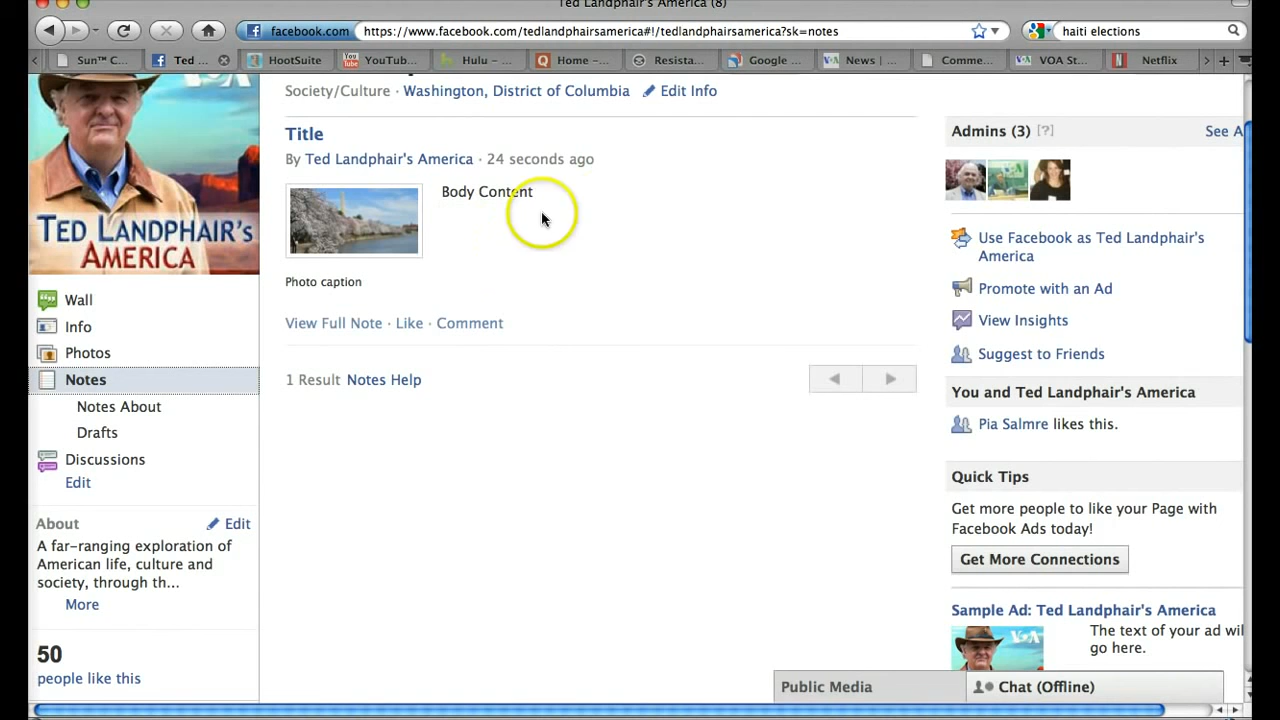 Ted Landphair's America (8)
facebook.com https://www.facebook.com/tedlandphairsamerica#!/tedlandphairsamerica?sk=notes
haiti elections
Sun™ C... Ted ... HootSuite YouTub... Hulu – ... Home –... Resista... Google ... News | ... Comme... VOA St... Netflix
TED LANDPHAIR'S
AMERICA
Society/Culture · Washington, District of Columbia Edit Info
Title
By Ted Landphair's America · 24 seconds ago
Body Content
Photo caption
View Full Note · Like · Comment
1 Result Notes Help
Wall
Info
Photos
Notes
Notes About
Drafts
Discussions
Edit
About Edit
A far-ranging exploration of
American life, culture and
society, through th...
More
50
people like this
Admins (3) [?] See A
Use Facebook as Ted Landphair's
America
Promote with an Ad
View Insights
Suggest to Friends
You and Ted Landphair's America
Pia Salmre likes this.
Quick Tips
Get more people to like your Page with
Facebook Ads today!
Get More Connections
Sample Ad: Ted Landphair's America
VOA
The text of your ad wil
go here.
Public Media
Chat (Offline)